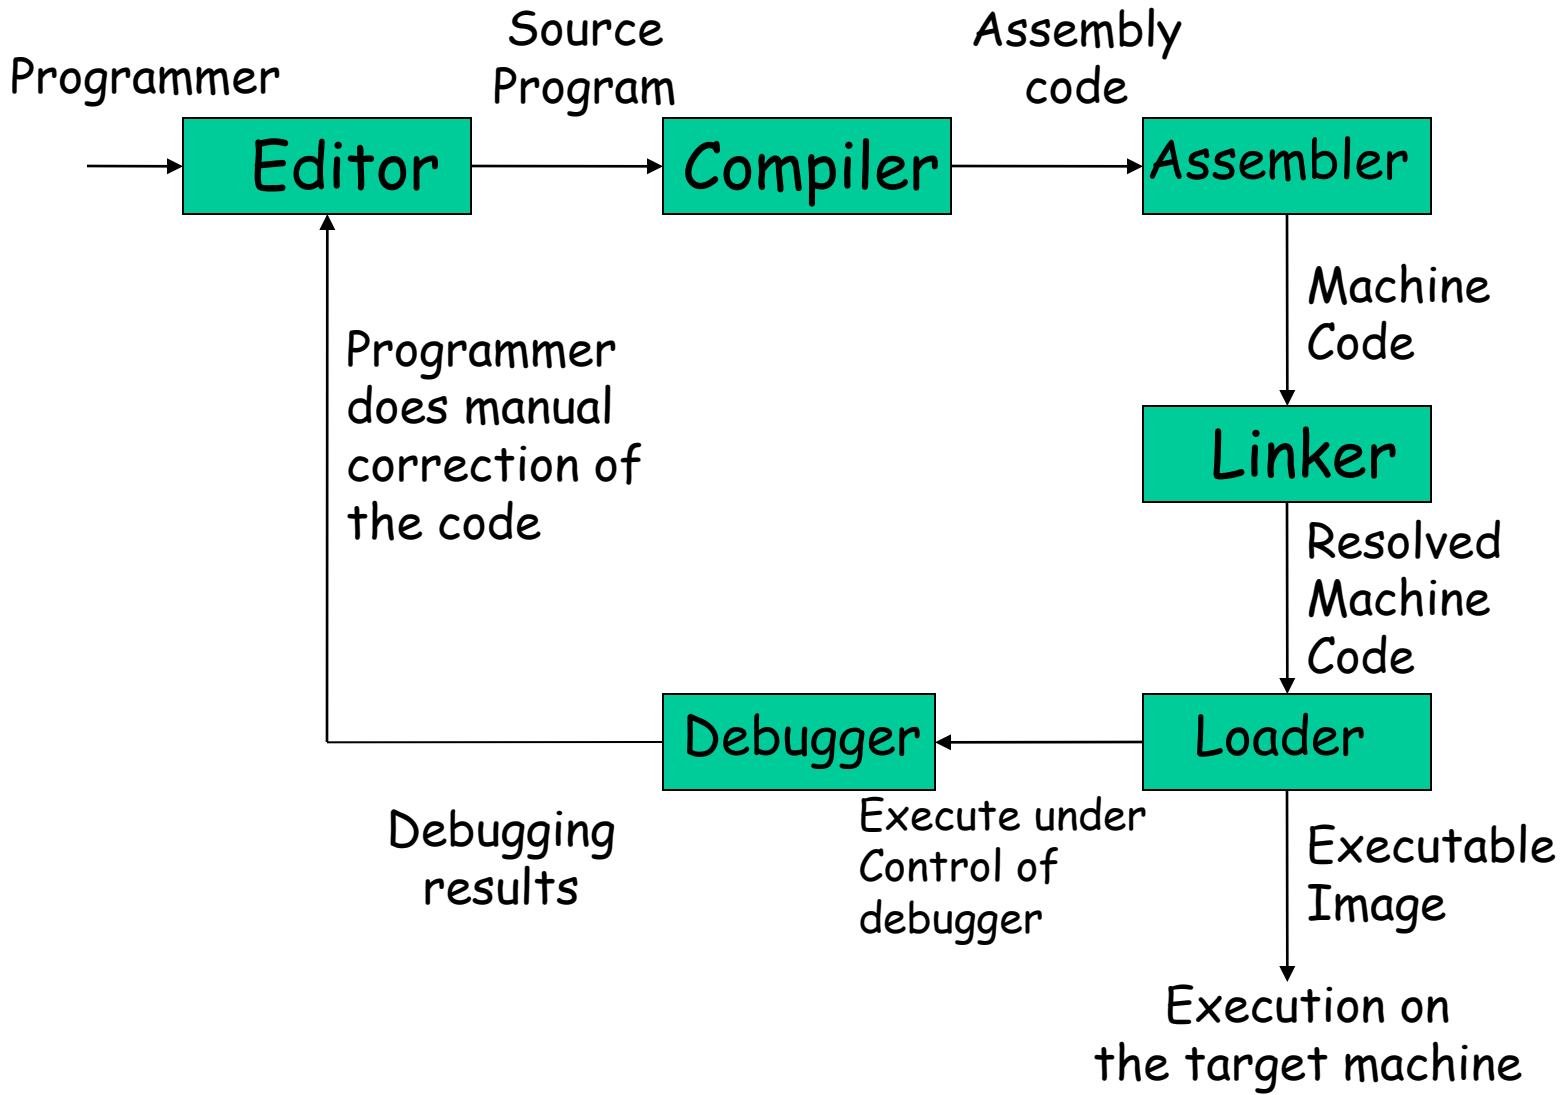 Programmer
Source
Program
Assembly
code
Editor
Compiler
Assembler
Machine
Code
Programmer
does manual
correction of
the code
Linker
Resolved
Machine
Code
Debugger
Loader
Debugging
results
Execute under
Control of
debugger
Executable
Image
Execution on
the target machine